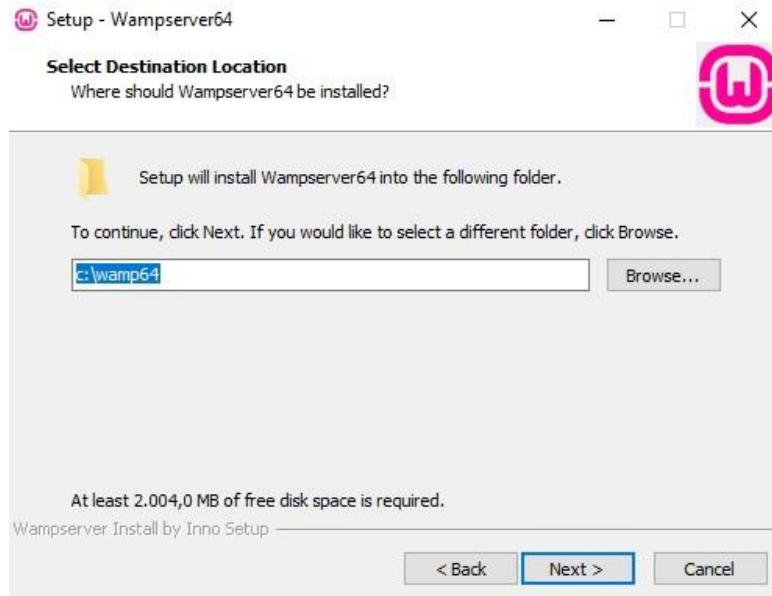 Setup - Wampserver64
Select Destination Location
Where should Wampserver64 be installed?
Setup will install Wampserver64 into the following folder.
To continue, click Next. If you would like to select a different folder, click Browse.
c:\wamp64
Browse...
At least 2.004,0 MB of free disk space is required.
Wampserver Install by Inno Setup
< Back Next > Cancel